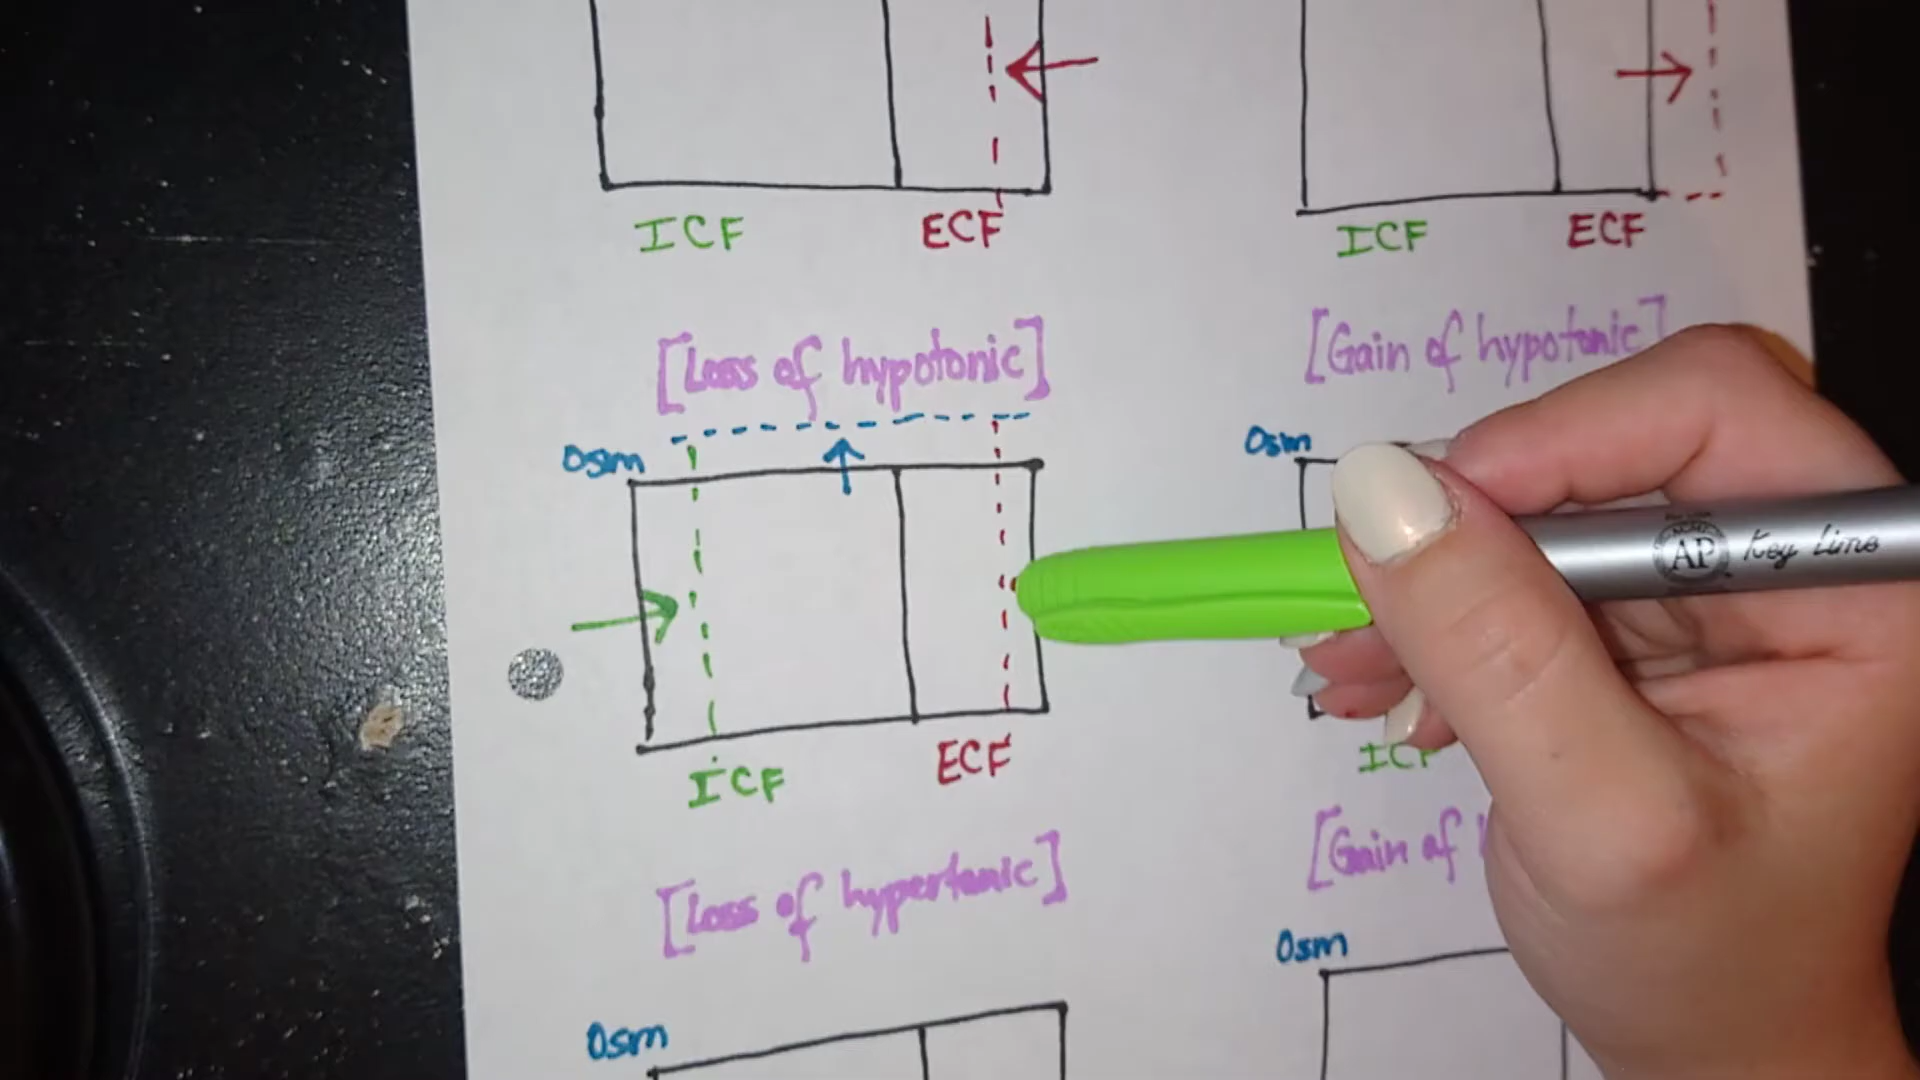 ICF ECF
ICF ECF
[Loss of hypotonic]
[Gain of hypotonic]
Osm
Osm
AP Key Lime
ICF ECF
ICF
[Loss of hypertonic]
[Gain of
Osm
Osm